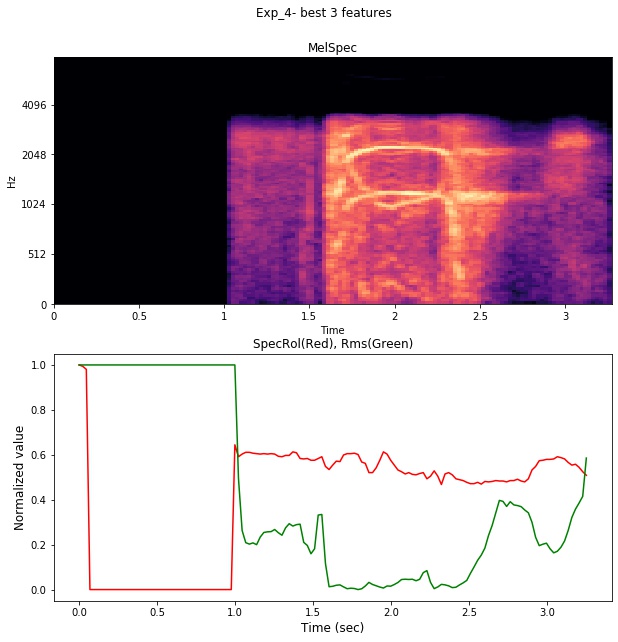 Exp_4- best 3 features
MelSpec
Hz
4096
2048
1024
512
0
0 0.5 1 1.5 2 2.5 3
Time
SpecRol(Red), Rms(Green)
Normalized value
1.0
0.8
0.6
0.4
0.2
0.0
0.0 0.5 1.0 1.5 2.0 2.5 3.0
Time (sec)